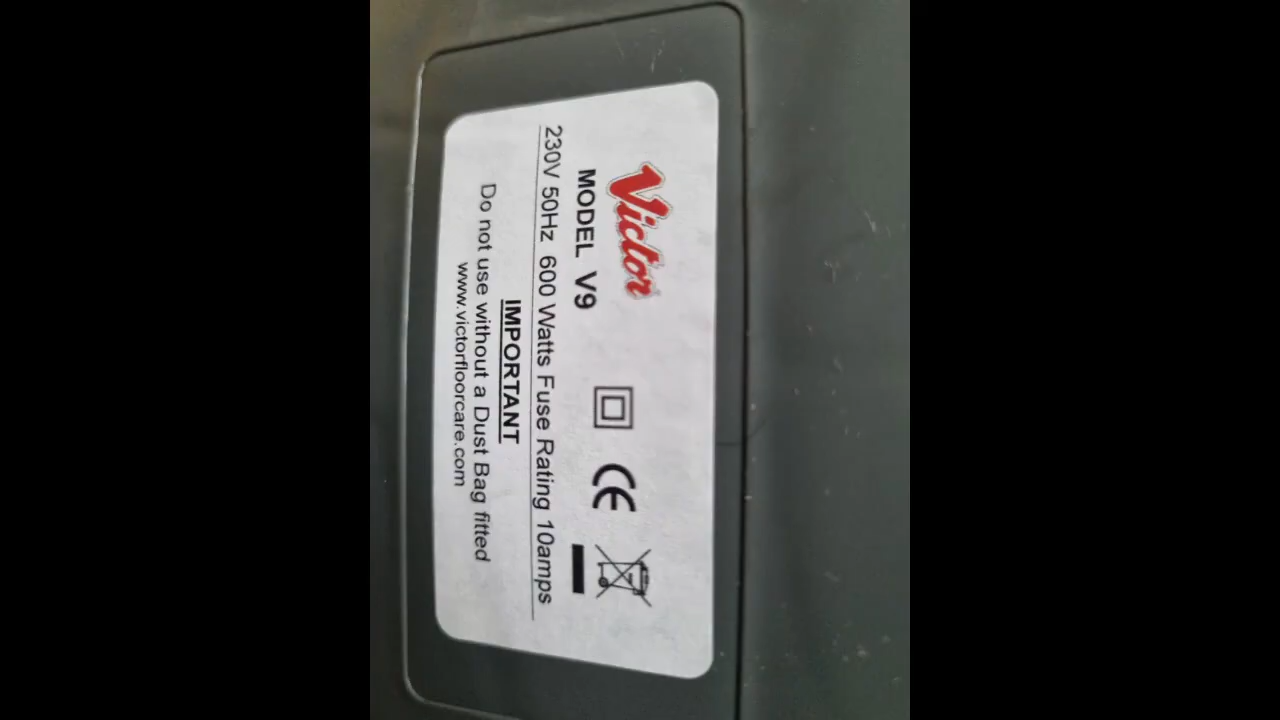 Victor
MODEL V9
CE
230V 50Hz 600 Watts Fuse Rating 10amps
IMPORTANT
Do not use without a Dust Bag fitted
www.victorfloorcare.com